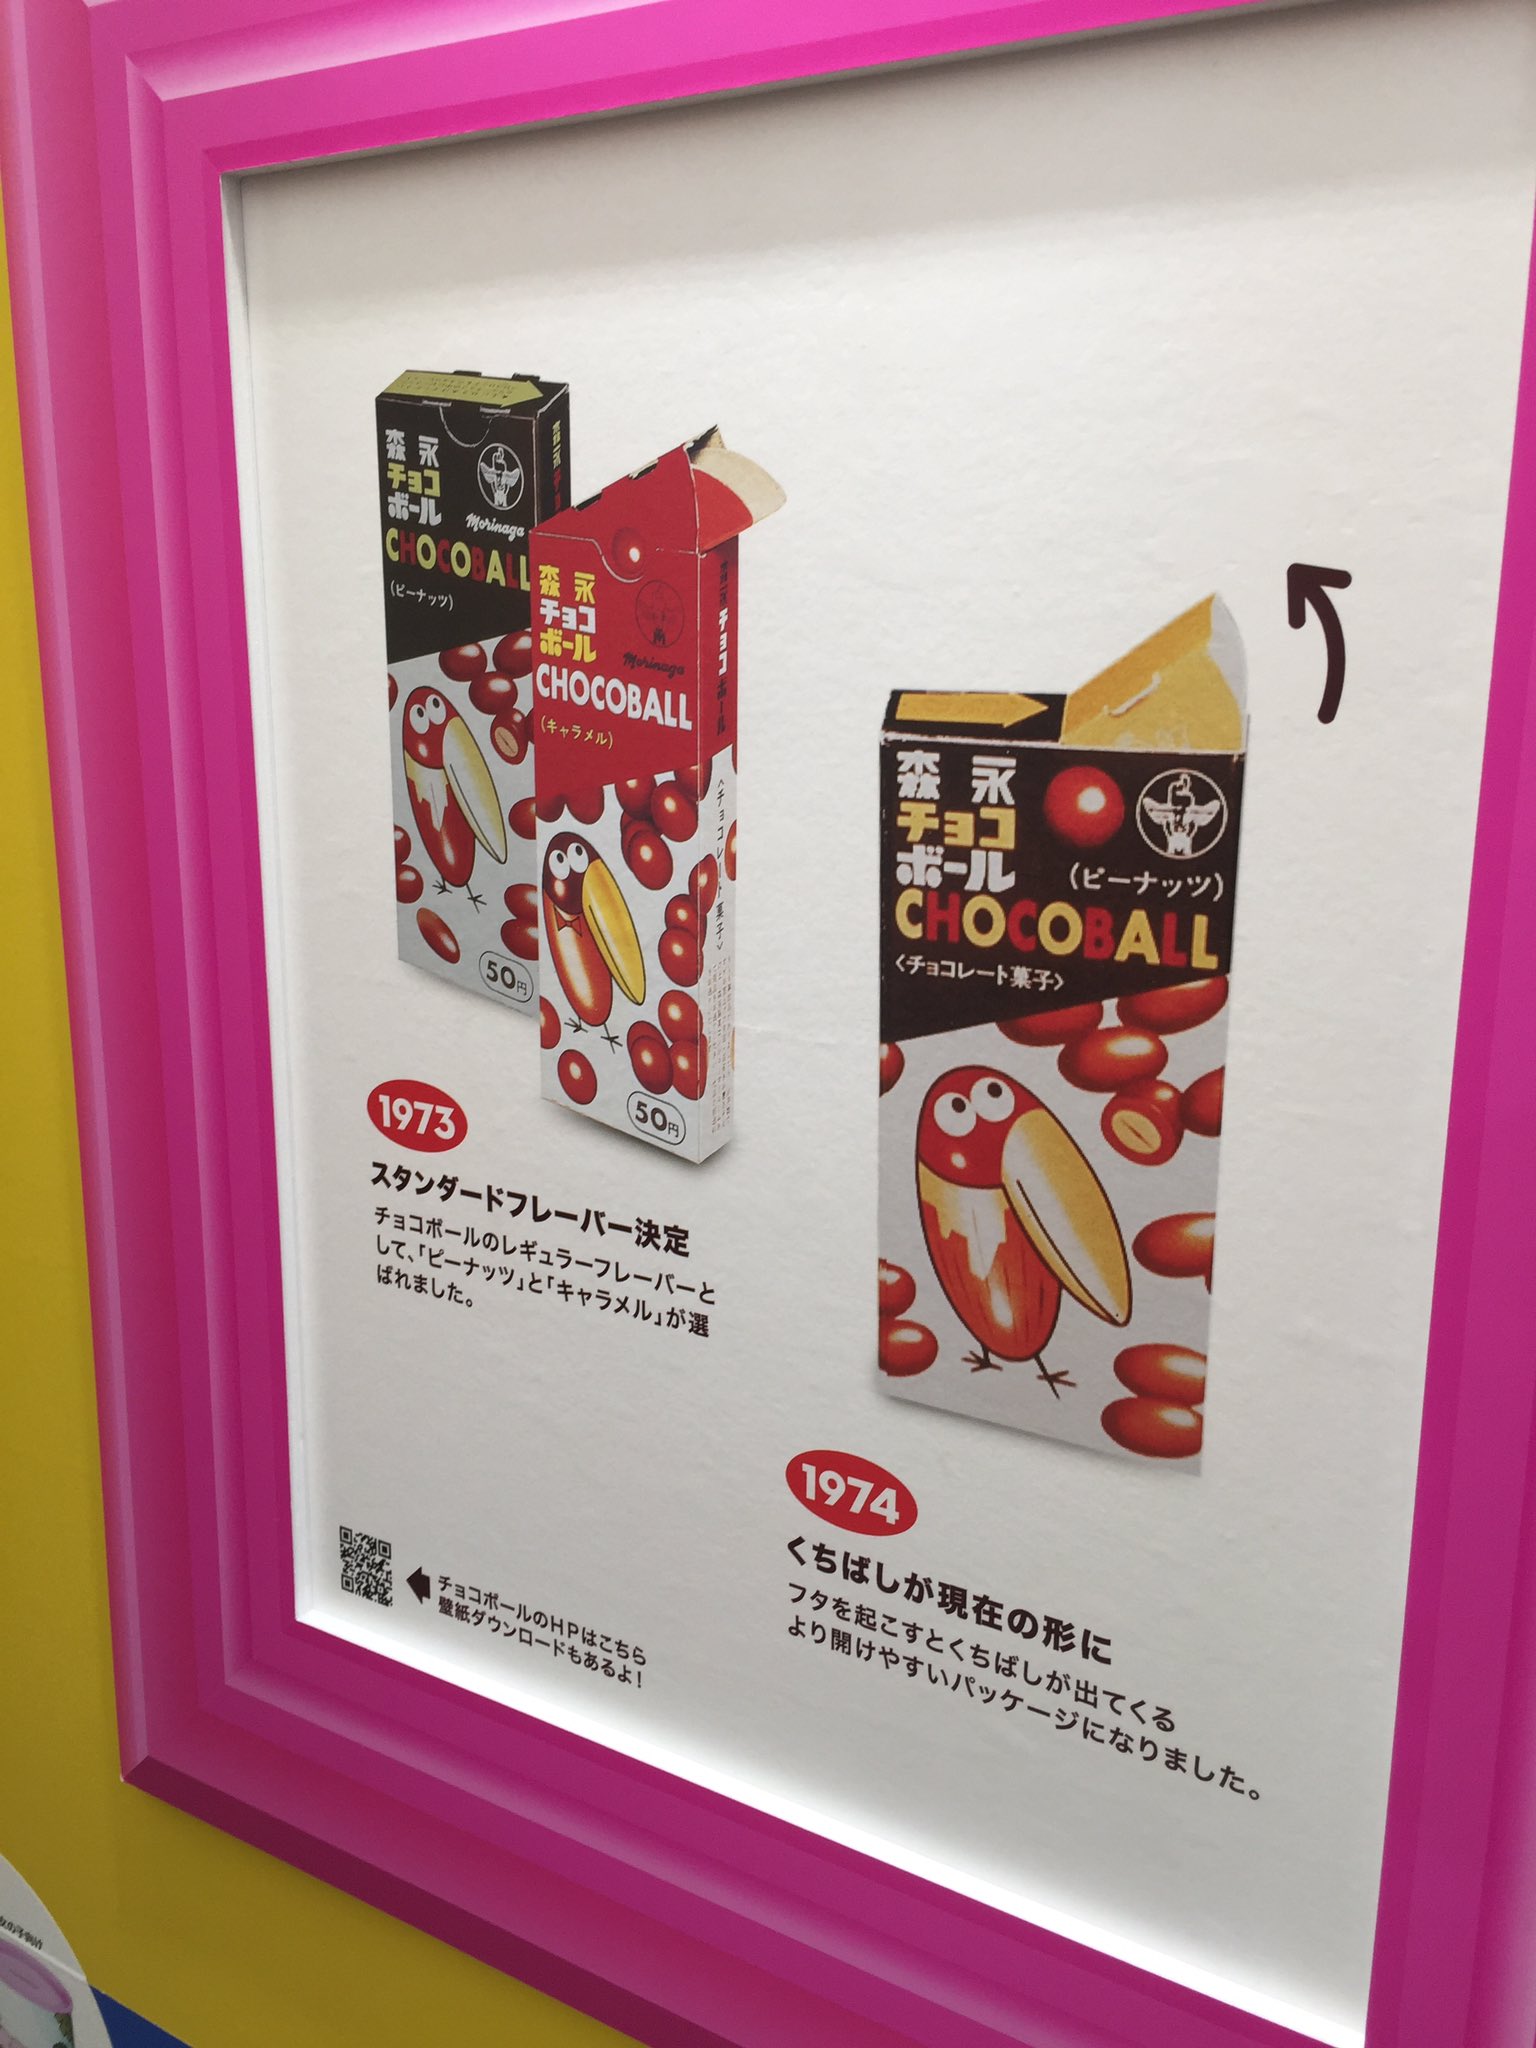 森永
チョコ
ボール
Morinaga
CHOCOBALL
(ピーナッツ)
50円
森永
チョコ
ボール
Morinaga
CHOCOBALL
(キャラメル)
チョコボール
〈チョコレート菓子〉
50円
1973
スタンダードフレーバー決定
チョコボールのレギュラーフレーバーと
して、「ピーナッツ」と「キャラメル」が選
ばれました。
森永
チョコ
ボール
(ピーナッツ)
CHOCOBALL
〈チョコレート菓子〉
1974
くちばしが現在の形に
フタを起こすとくちばしが出てくる
より開けやすいパッケージになりました。
チョコボールのHPはこちら
壁紙ダウンロードもあるよ！